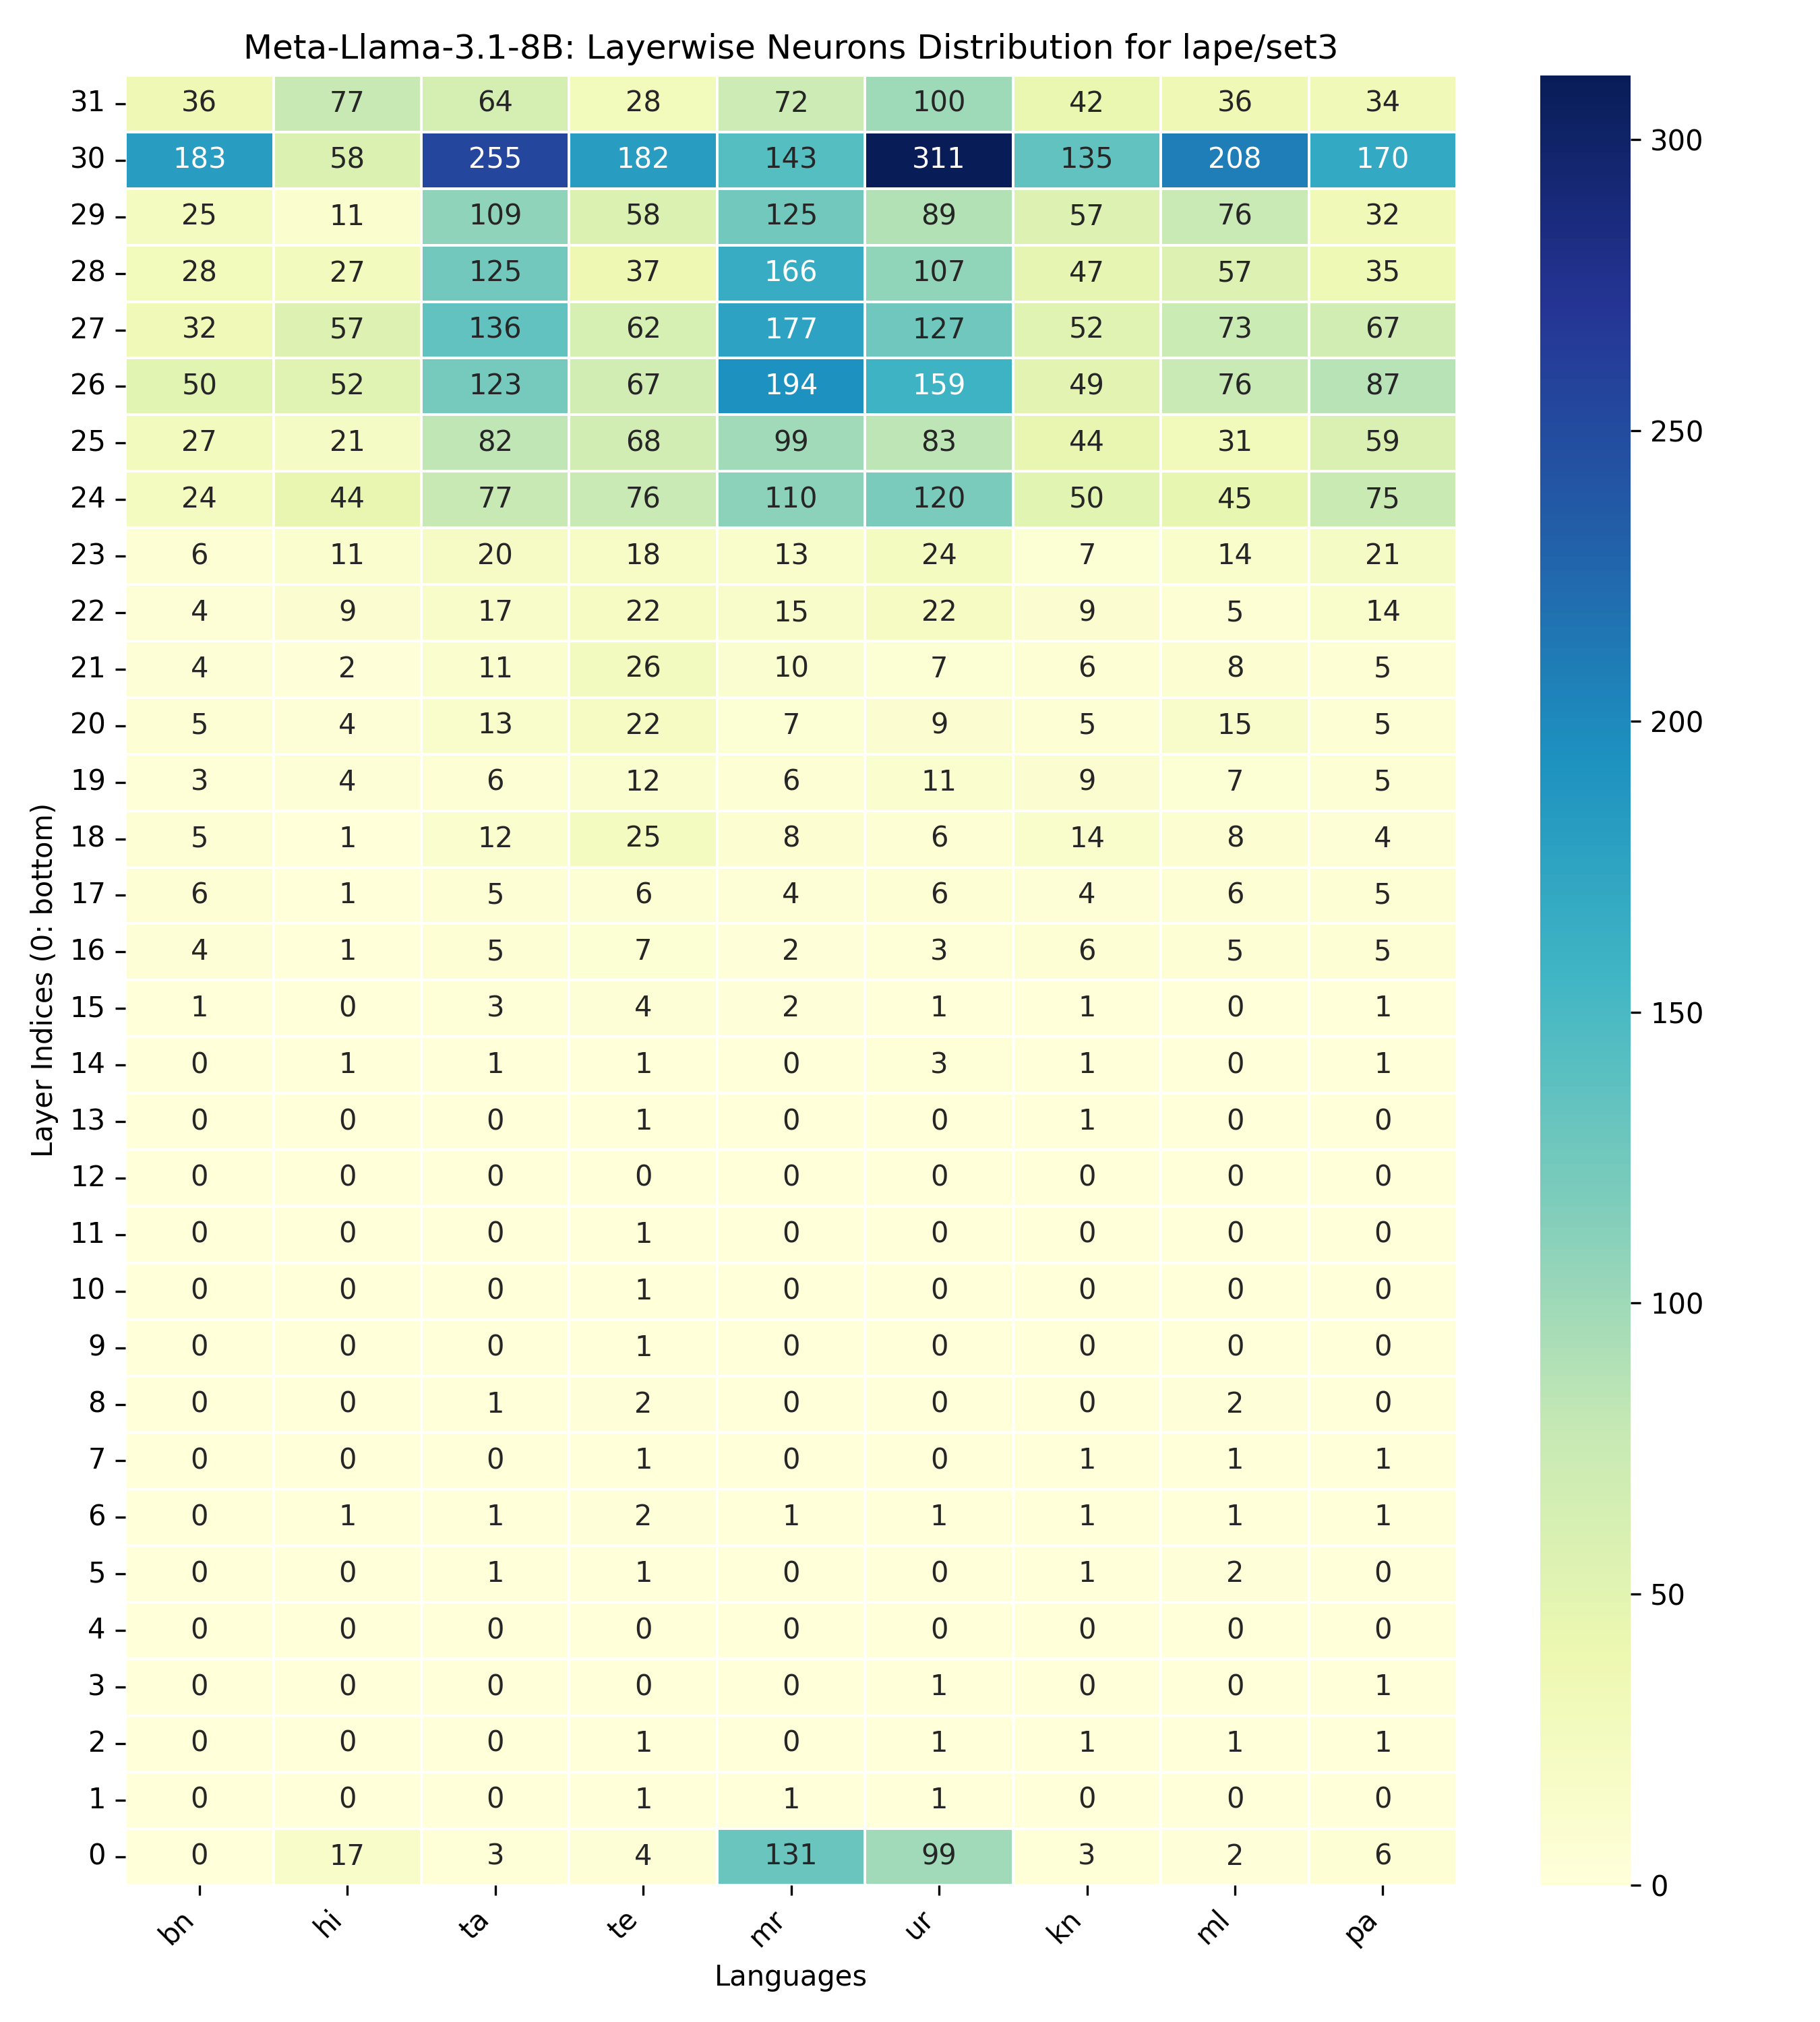 Meta-Llama-3.1-8B: Layerwise Neurons Distribution for lape/set3
31 36 77 64 28 72 100 42 36 34
30 183 58 255 182 143 311 135 208 170
29 25 11 109 58 125 89 57 76 32
28 28 27 125 37 166 107 47 57 35
27 32 57 136 62 177 127 52 73 67
26 50 52 123 67 194 159 49 76 87
25 27 21 82 68 99 83 44 31 59
24 24 44 77 76 110 120 50 45 75
23 6 11 20 18 13 24 7 14 21
22 4 9 17 22 15 22 9 5 14
21 4 2 11 26 10 7 6 8 5
20 5 4 13 22 7 9 5 15 5
19 3 4 6 12 6 11 9 7 5
18 5 1 12 25 8 6 14 8 4
17 6 1 5 6 4 6 4 6 5
16 4 1 5 7 2 3 6 5 5
15 1 0 3 4 2 1 1 0 1
14 0 1 1 1 0 3 1 0 1
13 0 0 0 1 0 0 1 0 0
12 0 0 0 0 0 0 0 0 0
11 0 0 0 1 0 0 0 0 0
10 0 0 0 1 0 0 0 0 0
9 0 0 0 1 0 0 0 0 0
8 0 0 1 2 0 0 0 2 0
7 0 0 0 1 0 0 1 1 1
6 0 1 1 2 1 1 1 1 1
5 0 0 1 1 0 0 1 2 0
4 0 0 0 0 0 0 0 0 0
3 0 0 0 0 0 1 0 0 1
2 0 0 0 1 0 1 1 1 1
1 0 0 0 1 1 1 0 0 0
0 0 17 3 4 131 99 3 2 6
bn hi ta te mr ur kn ml pa
Languages
Layer Indices (0: bottom)
300
250
200
150
100
50
0